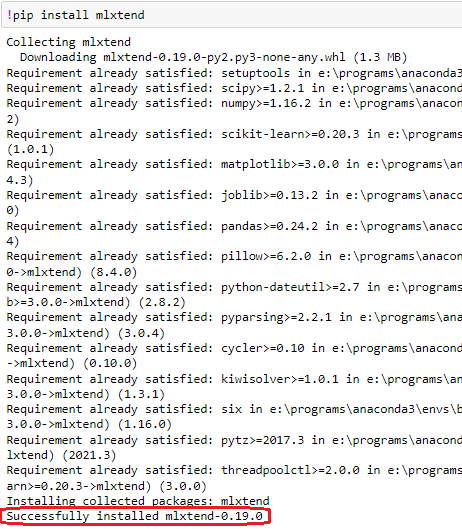 !pip install mlxtend
Collecting mlxtend
  Downloading mlxtend-0.19.0-py2.py3-none-any.whl (1.3 MB)
Requirement already satisfied: setuptools in e:\programs\anaconda3
Requirement already satisfied: scipy>=1.2.1 in e:\programs\anacond
Requirement already satisfied: numpy>=1.16.2 in e:\programs\anacon
2)
Requirement already satisfied: scikit-learn>=0.20.3 in e:\programs
(1.0.1)
Requirement already satisfied: matplotlib>=3.0.0 in e:\programs\an
4.3)
Requirement already satisfied: joblib>=0.13.2 in e:\programs\anaco
0)
Requirement already satisfied: pandas>=0.24.2 in e:\programs\anaco
4)
Requirement already satisfied: pillow>=6.2.0 in e:\programs\anacon
0->mlxtend) (8.4.0)
Requirement already satisfied: python-dateutil>=2.7 in e:\programs
b>=3.0.0->mlxtend) (2.8.2)
Requirement already satisfied: pyparsing>=2.2.1 in e:\programs\ana
3.0.0->mlxtend) (3.0.4)
Requirement already satisfied: cycler>=0.10 in e:\programs\anacond
->mlxtend) (0.10.0)
Requirement already satisfied: kiwisolver>=1.0.1 in e:\programs\an
3.0.0->mlxtend) (1.3.1)
Requirement already satisfied: six in e:\programs\anaconda3\envs\b
3.0.0->mlxtend) (1.16.0)
Requirement already satisfied: pytz>=2017.3 in e:\programs\anacond
lxtend) (2021.3)
Requirement already satisfied: threadpoolctl>=2.0.0 in e:\programs
arn>=0.20.3->mlxtend) (3.0.0)
Installing collected packages: mlxtend
Successfully installed mlxtend-0.19.0